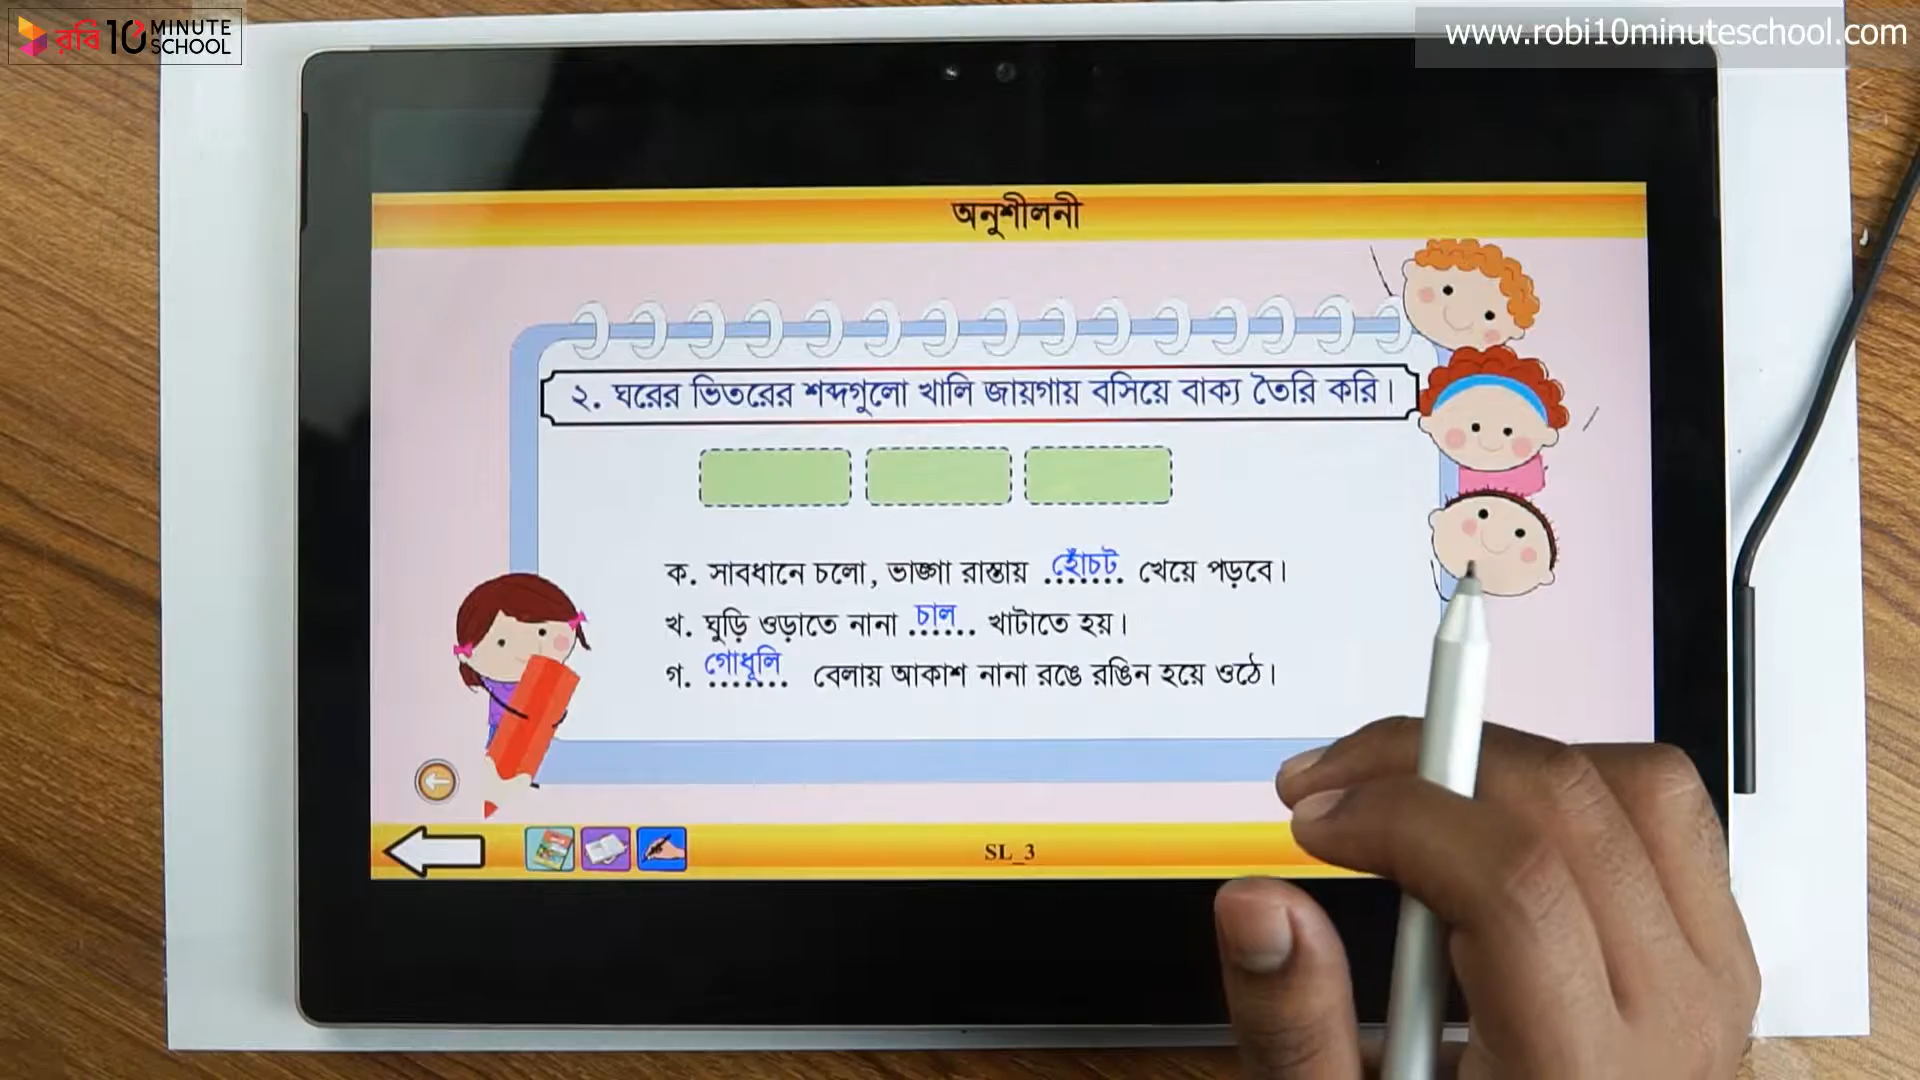 রবি 10 MINUTE SCHOOL
www.robi10minuteschool.com
অনুশীলনী
২. ঘরের ভিতরের শব্দগুলো খালি জায়গায় বসিয়ে বাক্য তৈরি করি।
ক. সাবধানে চলো, ভাঙ্গা রাস্তায় হোঁচট খেয়ে পড়বে।
খ. ঘুড়ি ওড়াতে নানা চাল খাটাতে হয়।
গ. গোধূলি বেলায় আকাশ নানা রঙে রঙিন হয়ে ওঠে।
SL_3